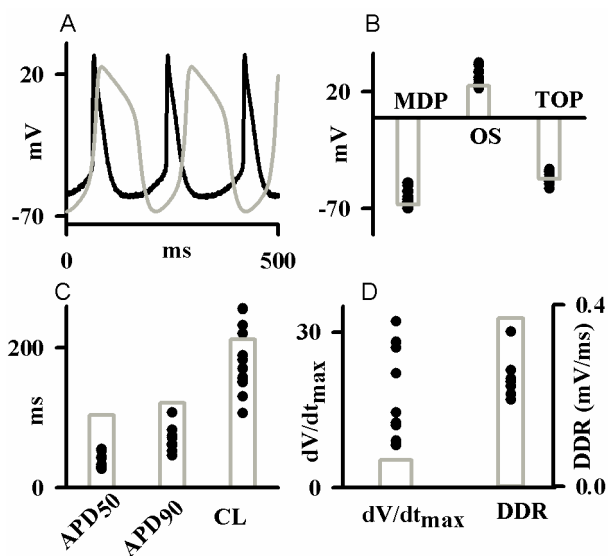 A
B
20
mV
-70
0
ms
500
20
MDP
TOP
OS
mV
-70
C
D
200
ms
0
APD50
APD90
CL
30
dV/dtmax
0
0.4
DDR (mV/ms)
0.0
dV/dtmax
DDR